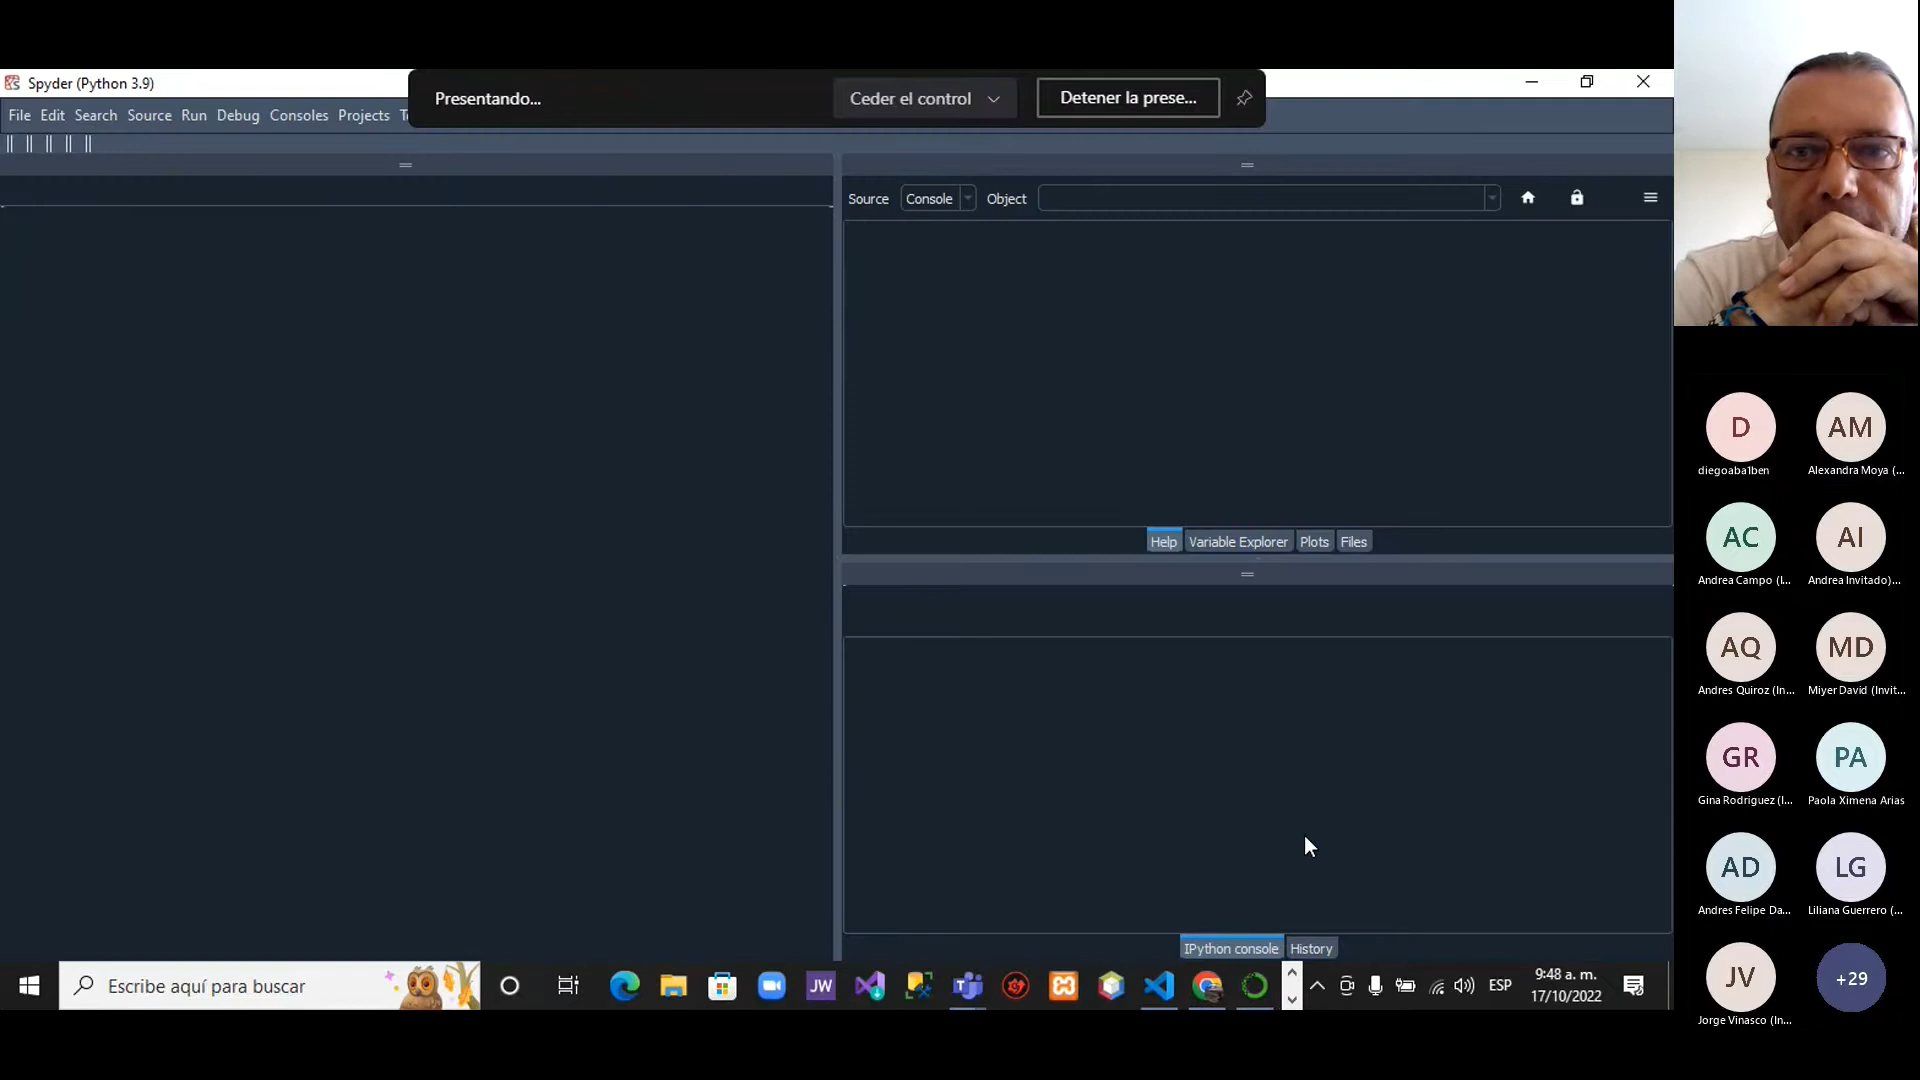 Spyder (Python 3.9)
Presentando...
Ceder el control
Detener la prese...
File Edit Search Source Run Debug Consoles Projects
Source Console Object
Help Variable Explorer Plots Files
IPython console History
Escribe aquí para buscar
JW
ESP
9:48 a. m.
17/10/2022
D
diegoaba1ben
AM
Alexandra Moya (...
AC
Andrea Campo (I...
AI
Andrea Invitado)...
AQ
Andres Quiroz (In...
MD
Miyer David (Invit...
GR
Gina Rodriguez (I...
PA
Paola Ximena Arias
AD
Andres Felipe Da...
LG
Liliana Guerrero (...
JV
Jorge Vinasco (In...
+29